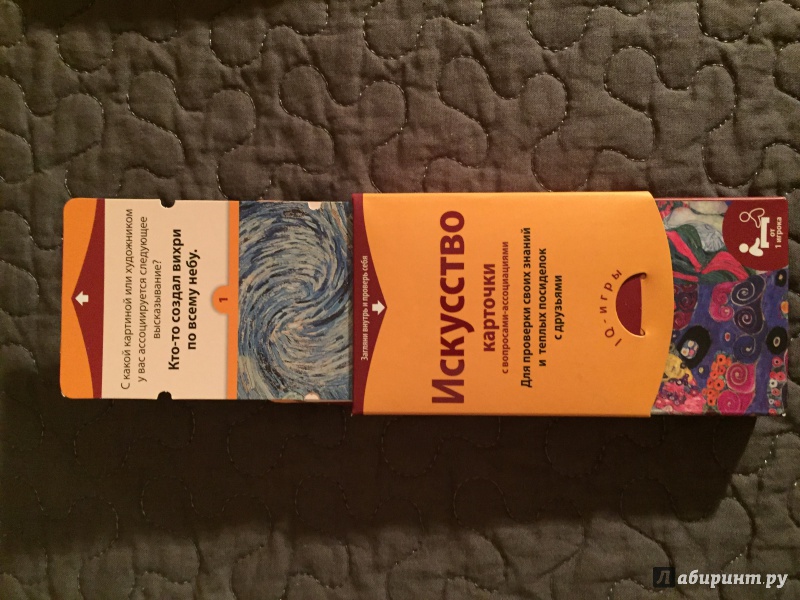 С какой картиной или художником
у вас ассоциируется следующее
высказывание?
Кто-то создал вихри
по всему небу.
1
Загляни внутрь и проверь себя
Искусство
карточки
с вопросами-ассоциациями
Для проверки своих знаний
и теплых посиделок
с друзьями
IQ-игры
от
1 игрока
Лабиринт.ру